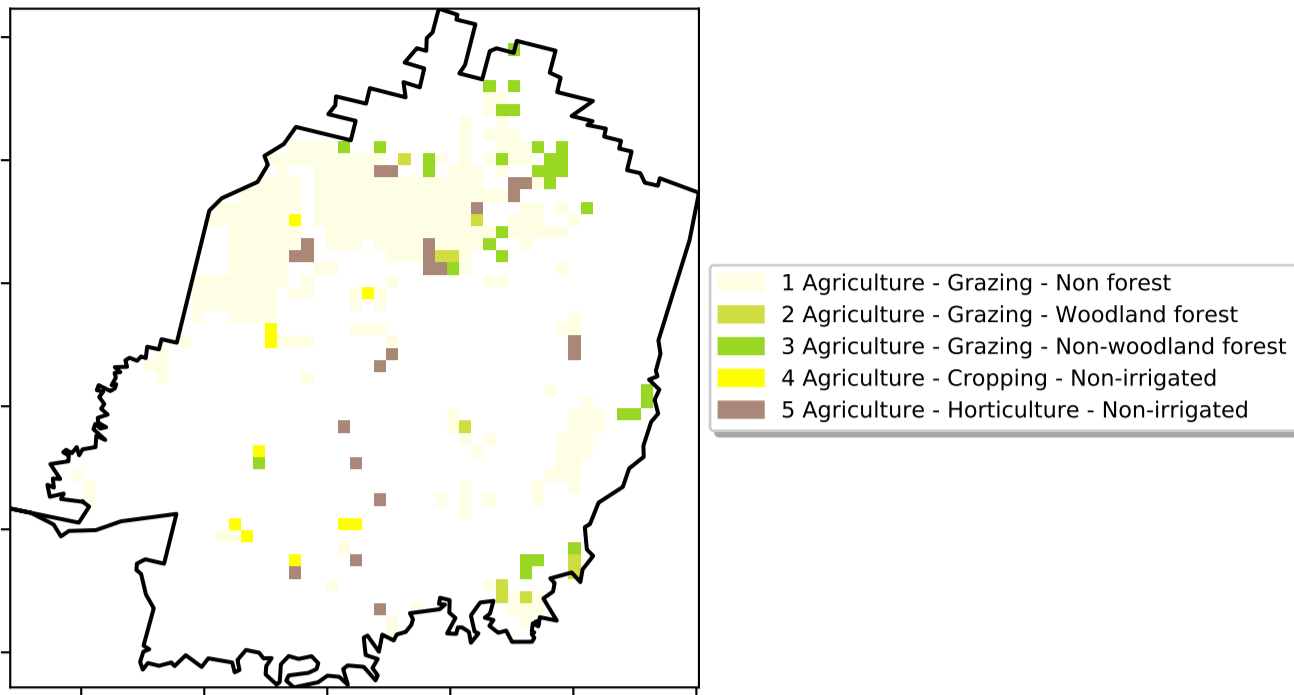 1 Agriculture - Grazing - Non forest
2 Agriculture - Grazing - Woodland forest
3 Agriculture - Grazing - Non-woodland forest
4 Agriculture - Cropping - Non-irrigated
5 Agriculture - Horticulture - Non-irrigated